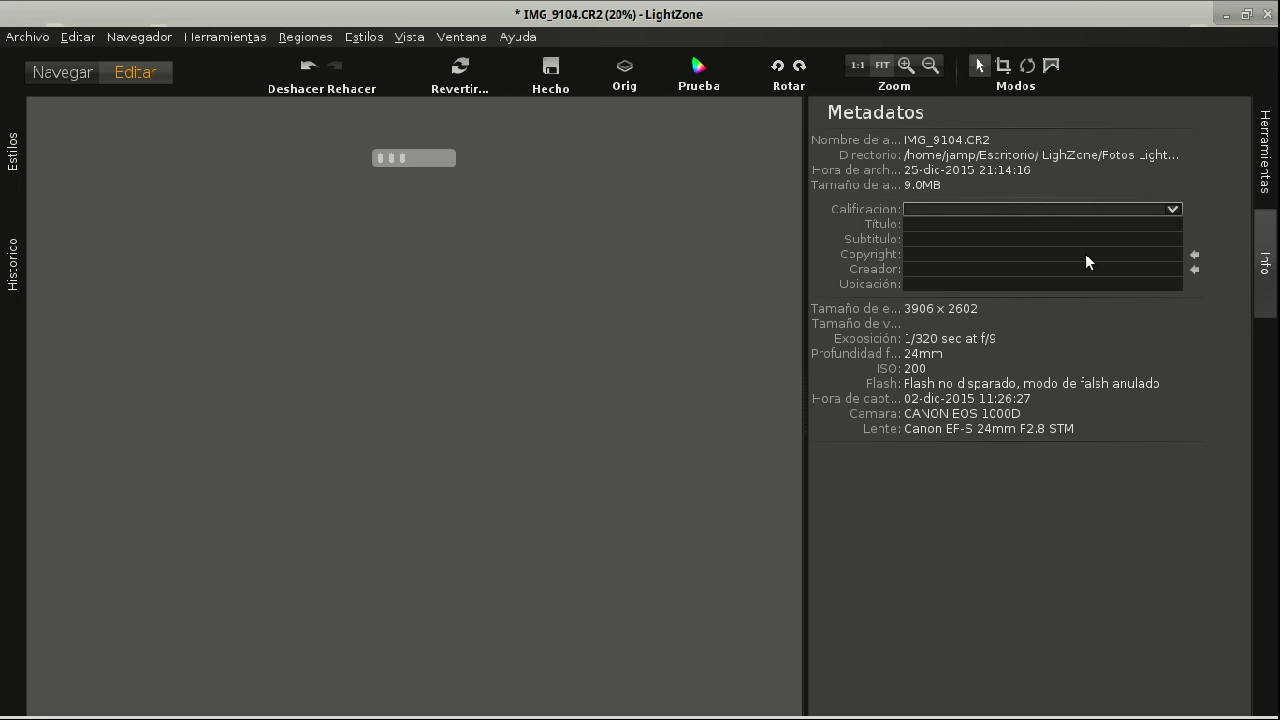 * IMG_9104.CR2 (20%) - LightZone
Archivo Editar Navegador Herramientas Regiones Estilos Vista Ventana Ayuda
Navegar Editar
Deshacer Rehacer Revertir... Hecho Orig Prueba Rotar
1:1 FIT
Zoom Modos
Estilos
Historico
Metadatos
Nombre de a... IMG_9104.CR2
Directorio: /home/jamp/Escritorio/ LighZone/Fotos Light...
Hora de arch... 25-dic-2015 21:14:16
Tamaño de a... 9.0MB
Calificacion:
Título:
Subtitulo:
Copyright:
Creador:
Ubicación:
Tamaño de e... 3906 x 2602
Tamaño de v...
Exposición: 1/320 sec at f/9
Profundidad f... 24mm
ISO: 200
Flash: Flash no disparado, modo de falsh anulado
Hora de capt... 02-dic-2015 11:26:27
Camara: CANON EOS 1000D
Lente: Canon EF-S 24mm F2.8 STM
Herramientas
Info